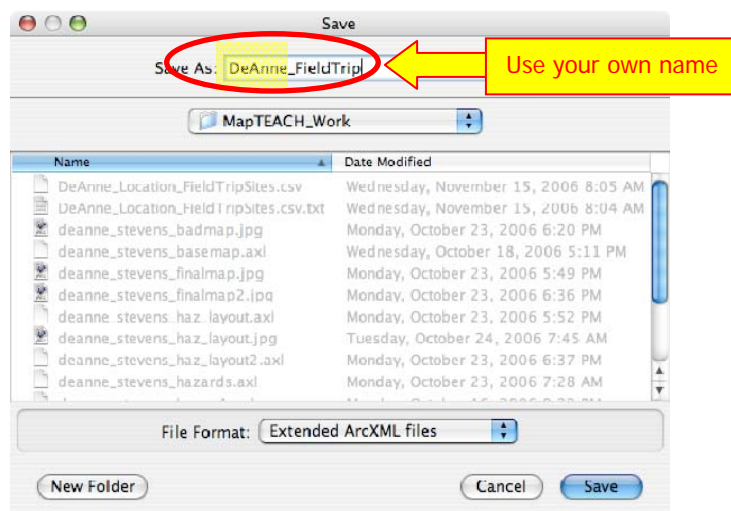 Save
Save As: DeAnne_FieldTrip
Use your own name
MapTEACH_Work
Name Date Modified
DeAnne_Location_FieldTripSites.csv Wednesday, November 15, 2006 8:05 AM
DeAnne_Location_FieldTripSites.csv.txt Wednesday, November 15, 2006 8:04 AM
deanne_stevens_badmap.jpg Monday, October 23, 2006 6:20 PM
deanne_stevens_basemap.axl Wednesday, October 18, 2006 5:11 PM
deanne_stevens_finalmap.jpg Monday, October 23, 2006 5:49 PM
deanne_stevens_finalmap2.jpg Monday, October 23, 2006 6:36 PM
deanne_stevens_haz_layout.axl Monday, October 23, 2006 5:52 PM
deanne_stevens_haz_layout.jpg Tuesday, October 24, 2006 7:45 AM
deanne_stevens_haz_layout2.axl Monday, October 23, 2006 6:37 PM
deanne_stevens_hazards.axl Monday, October 23, 2006 7:28 AM
File Format: Extended ArcXML files
New Folder Cancel Save